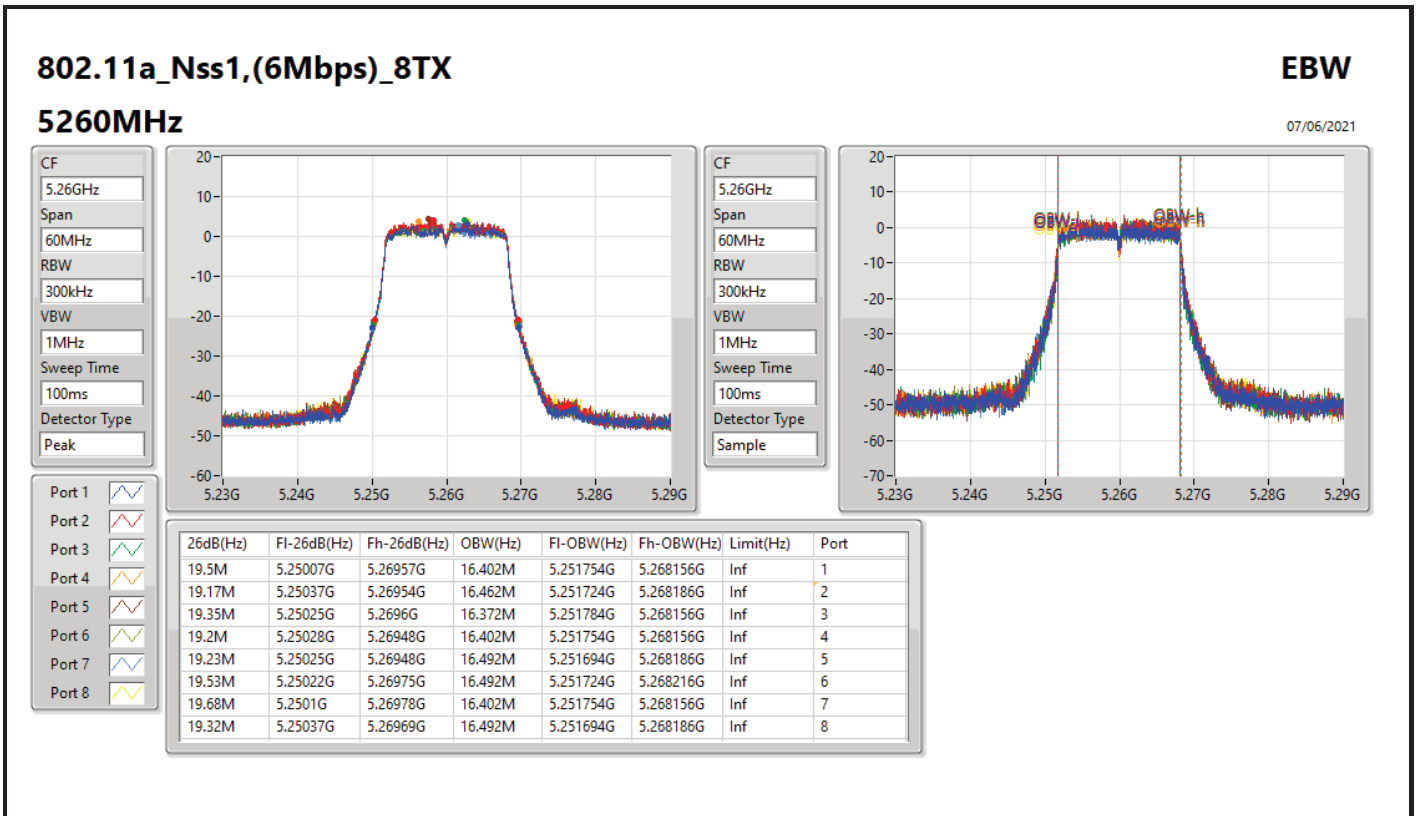 802.11a_Nss1,(6Mbps)_8TX
EBW
5260MHz
07/06/2021
CF
5.26GHz
Span
60MHz
RBW
300kHz
VBW
1MHz
Sweep Time
100ms
Detector Type
Peak
20
10
0
-10
-20
-30
-40
-50
-60
5.23G 5.24G 5.25G 5.26G 5.27G 5.28G 5.29G
CF
5.26GHz
Span
60MHz
RBW
300kHz
VBW
1MHz
Sweep Time
100ms
Detector Type
Sample
20
10
0
-10
-20
-30
-40
-50
-60
-70
OBW-l OBW-h
5.23G 5.24G 5.25G 5.26G 5.27G 5.28G 5.29G
Port 1
Port 2
Port 3
Port 4
Port 5
Port 6
Port 7
Port 8
26dB(Hz) Fl-26dB(Hz) Fh-26dB(Hz) OBW(Hz) Fl-OBW(Hz) Fh-OBW(Hz) Limit(Hz) Port
19.5M 5.25007G 5.26957G 16.402M 5.251754G 5.268156G Inf 1
19.17M 5.25037G 5.26954G 16.462M 5.251724G 5.268186G Inf 2
19.35M 5.25025G 5.2696G 16.372M 5.251784G 5.268156G Inf 3
19.2M 5.25028G 5.26948G 16.402M 5.251754G 5.268156G Inf 4
19.23M 5.25025G 5.26948G 16.492M 5.251694G 5.268186G Inf 5
19.53M 5.25022G 5.26975G 16.492M 5.251724G 5.268216G Inf 6
19.68M 5.2501G 5.26978G 16.402M 5.251754G 5.268156G Inf 7
19.32M 5.25037G 5.26969G 16.492M 5.251694G 5.268186G Inf 8